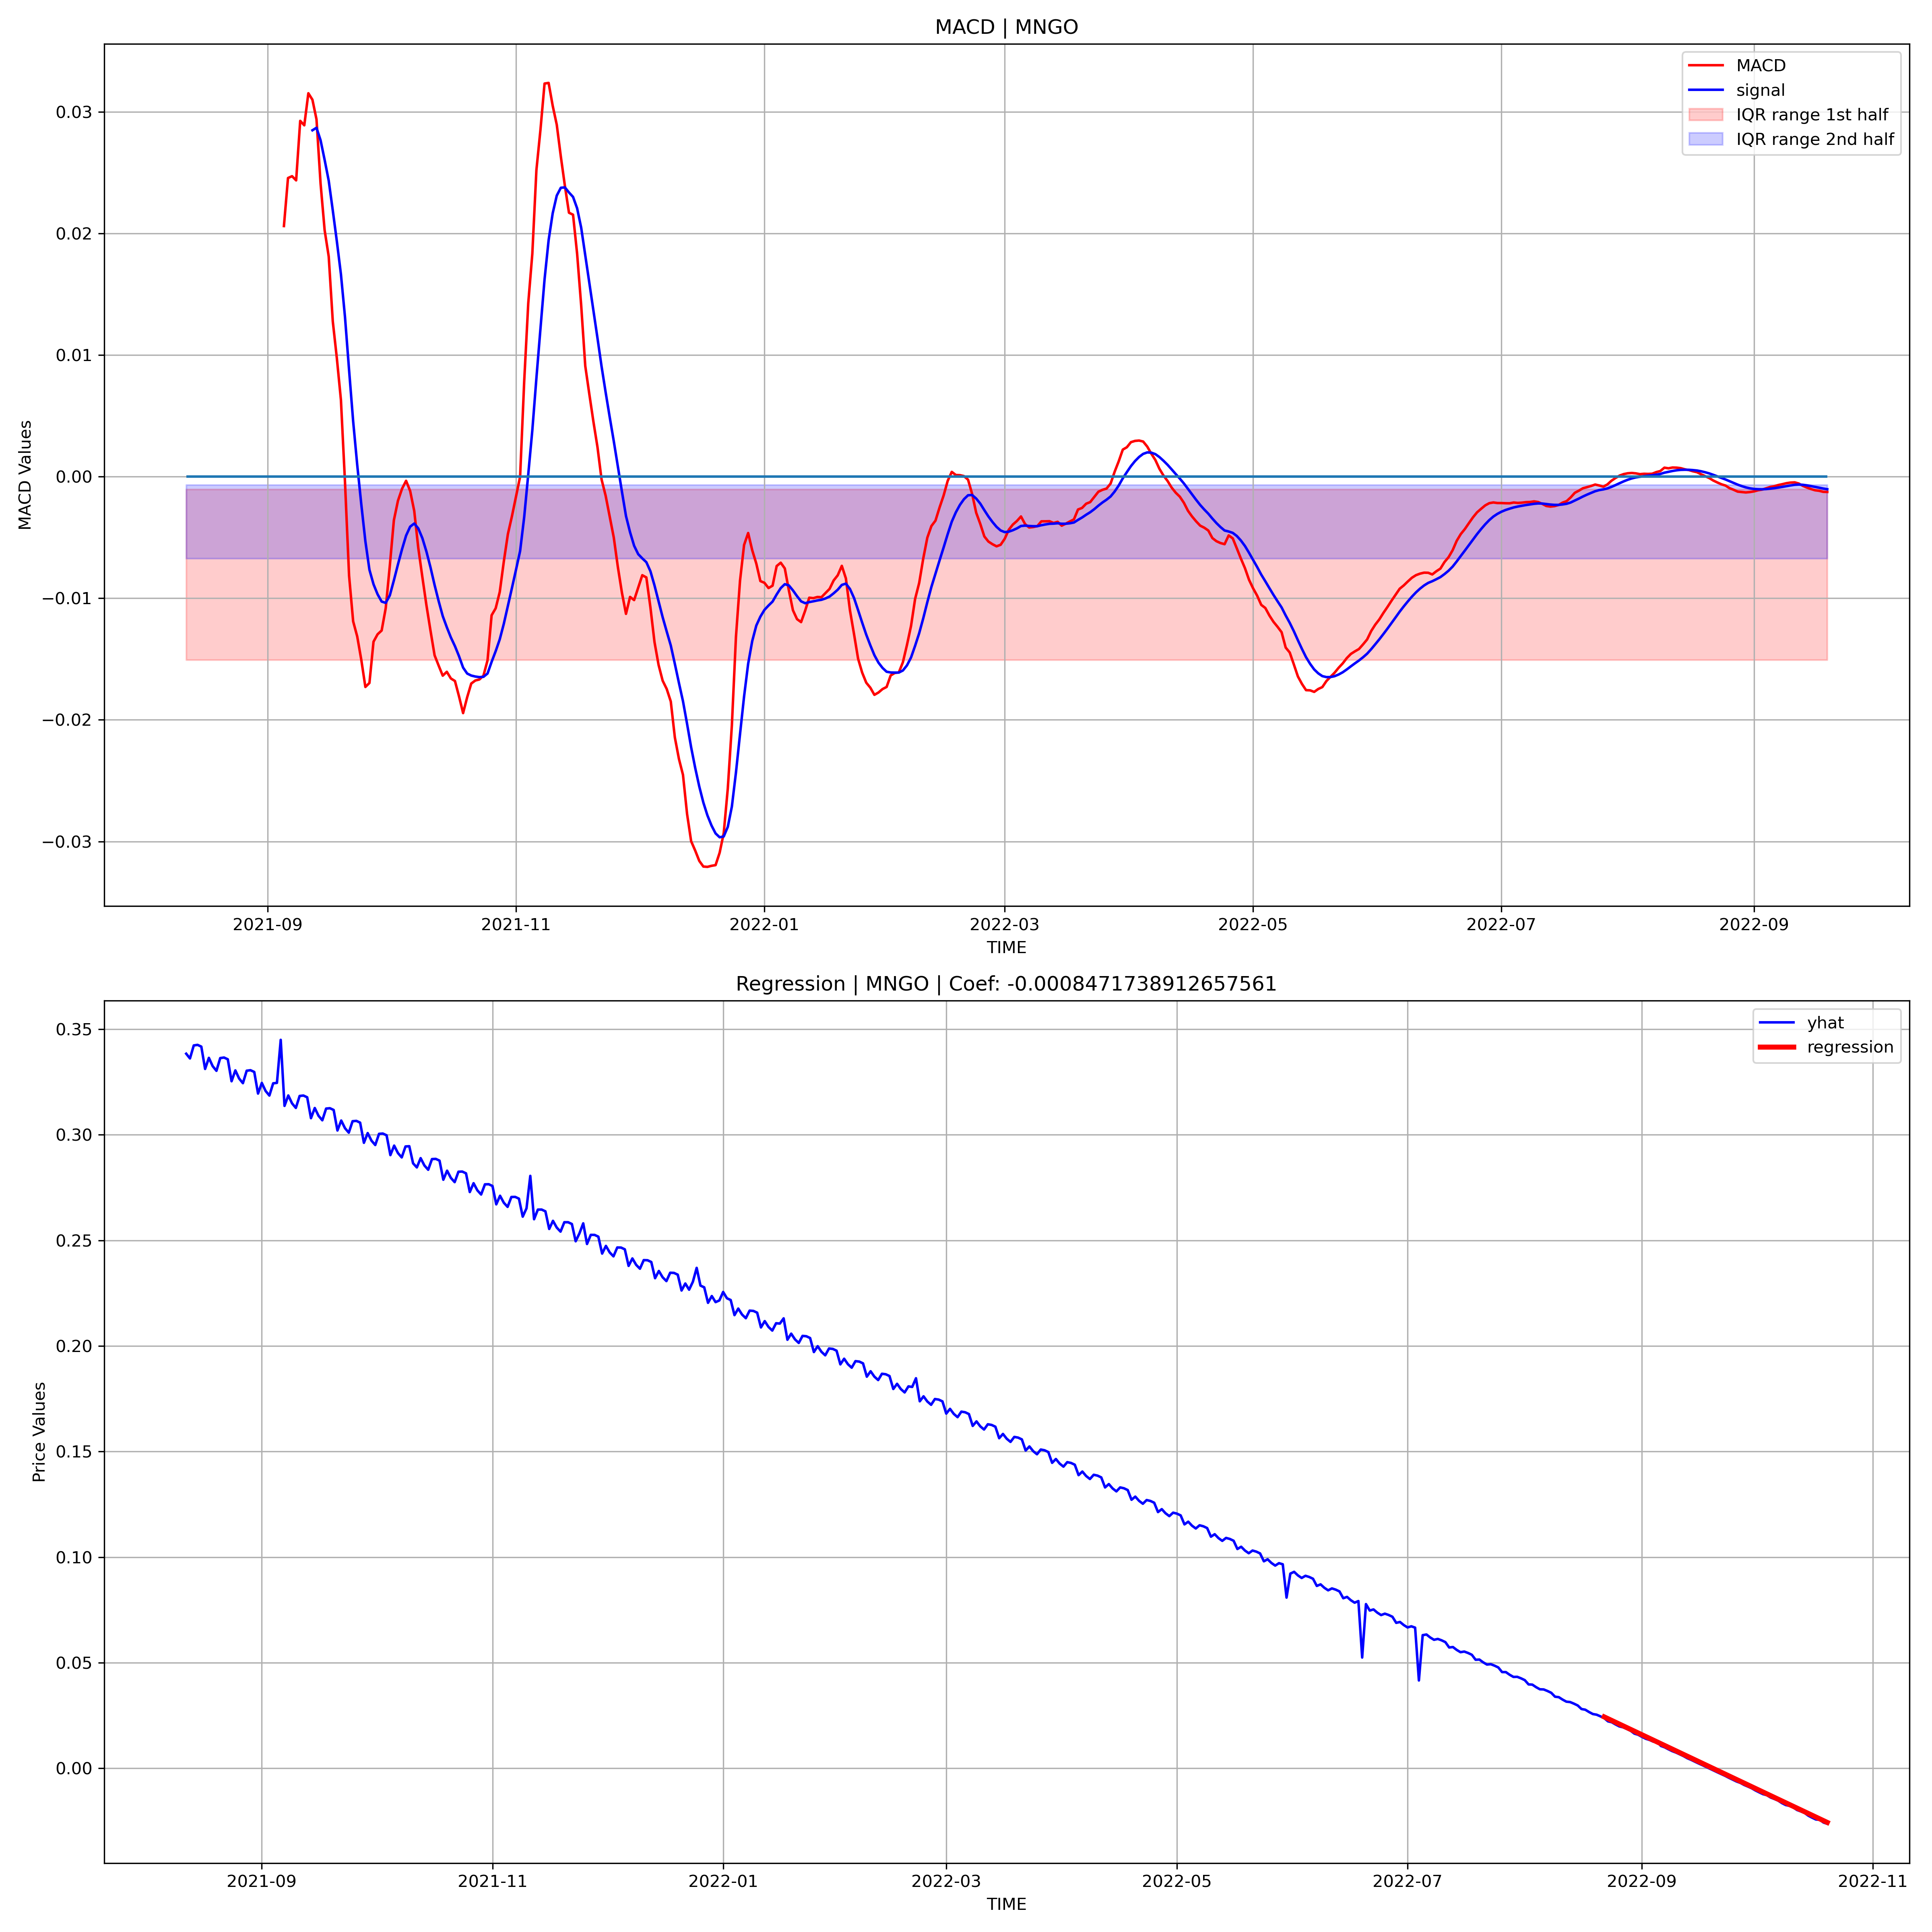 MACD | MNGO
MACD
signal
IQR range 1st half
IQR range 2nd half
0.03
0.02
0.01
0.00
−0.01
−0.02
−0.03
MACD Values
2021-09 2021-11 2022-01 2022-03 2022-05 2022-07 2022-09
TIME
Regression | MNGO | Coef: -0.0008471738912657561
yhat
regression
0.35
0.30
0.25
0.20
0.15
0.10
0.05
0.00
Price Values
2021-09 2021-11 2022-01 2022-03 2022-05 2022-07 2022-09 2022-11
TIME